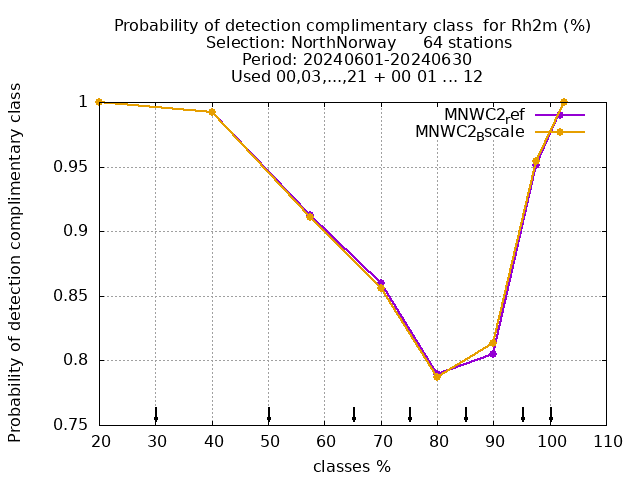 Probability of detection complimentary class  for Rh2m (%)
Selection: NorthNorway     64 stations
Period: 20240601-20240630
Used 00,03,...,21 + 00 01 ... 12
Probability of detection complimentary class
MNWC2ref
MNWC2Bscale
1
0.95
0.9
0.85
0.8
0.75
20 30 40 50 60 70 80 90 100 110
classes %